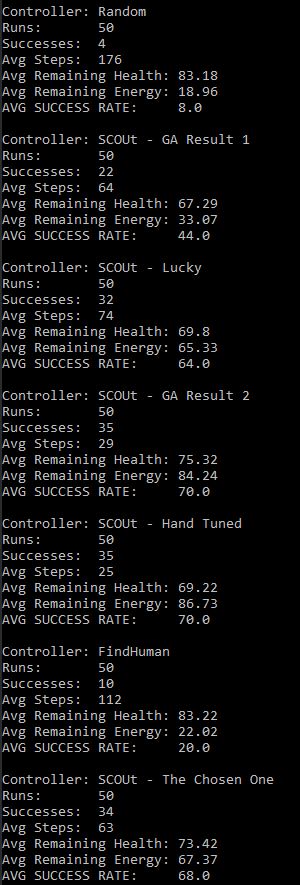 Controller: Random
Runs: 50
Successes: 4
Avg Steps: 176
Avg Remaining Health: 83.18
Avg Remaining Energy: 18.96
AVG SUCCESS RATE: 8.0
Controller: SCOUt - GA Result 1
Runs: 50
Successes: 22
Avg Steps: 64
Avg Remaining Health: 67.29
Avg Remaining Energy: 33.07
AVG SUCCESS RATE: 44.0
Controller: SCOUt - Lucky
Runs: 50
Successes: 32
Avg Steps: 74
Avg Remaining Health: 69.8
Avg Remaining Energy: 65.33
AVG SUCCESS RATE: 64.0
Controller: SCOUt - GA Result 2
Runs: 50
Successes: 35
Avg Steps: 29
Avg Remaining Health: 75.32
Avg Remaining Energy: 84.24
AVG SUCCESS RATE: 70.0
Controller: SCOUt - Hand Tuned
Runs: 50
Successes: 35
Avg Steps: 25
Avg Remaining Health: 69.22
Avg Remaining Energy: 86.73
AVG SUCCESS RATE: 70.0
Controller: FindHuman
Runs: 50
Successes: 10
Avg Steps: 112
Avg Remaining Health: 83.22
Avg Remaining Energy: 22.02
AVG SUCCESS RATE: 20.0
Controller: SCOUt - The Chosen One
Runs: 50
Successes: 34
Avg Steps: 63
Avg Remaining Health: 73.42
Avg Remaining Energy: 67.37
AVG SUCCESS RATE: 68.0